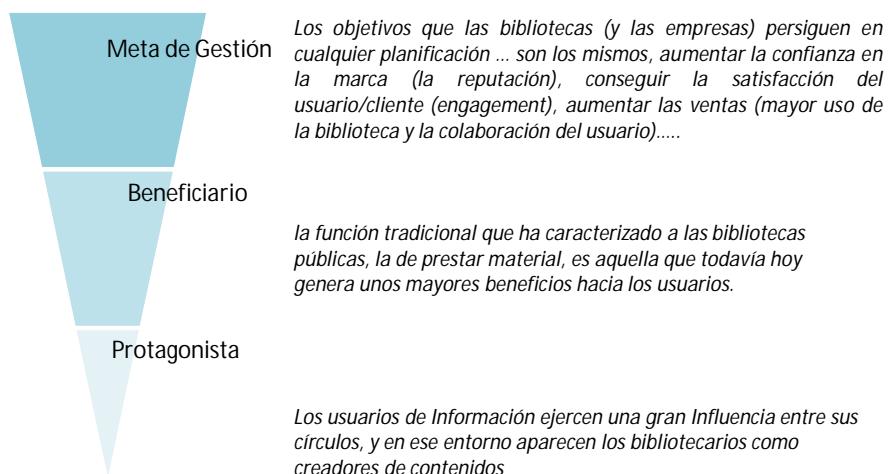 Meta de Gestión
Los objetivos que las bibliotecas (y las empresas) persiguen en
cualquier planificación ... son los mismos, aumentar la confianza en
la marca (la reputación), conseguir la satisfacción del
usuario/cliente (engagement), aumentar las ventas (mayor uso de
la biblioteca y la colaboración del usuario).....
Beneficiario
la función tradicional que ha caracterizado a las bibliotecas
públicas, la de prestar material, es aquella que todavía hoy
genera unos mayores beneficios hacia los usuarios.
Protagonista
Los usuarios de Información ejercen una gran Influencia entre sus
círculos, y en ese entorno aparecen los bibliotecarios como
creadores de contenidos